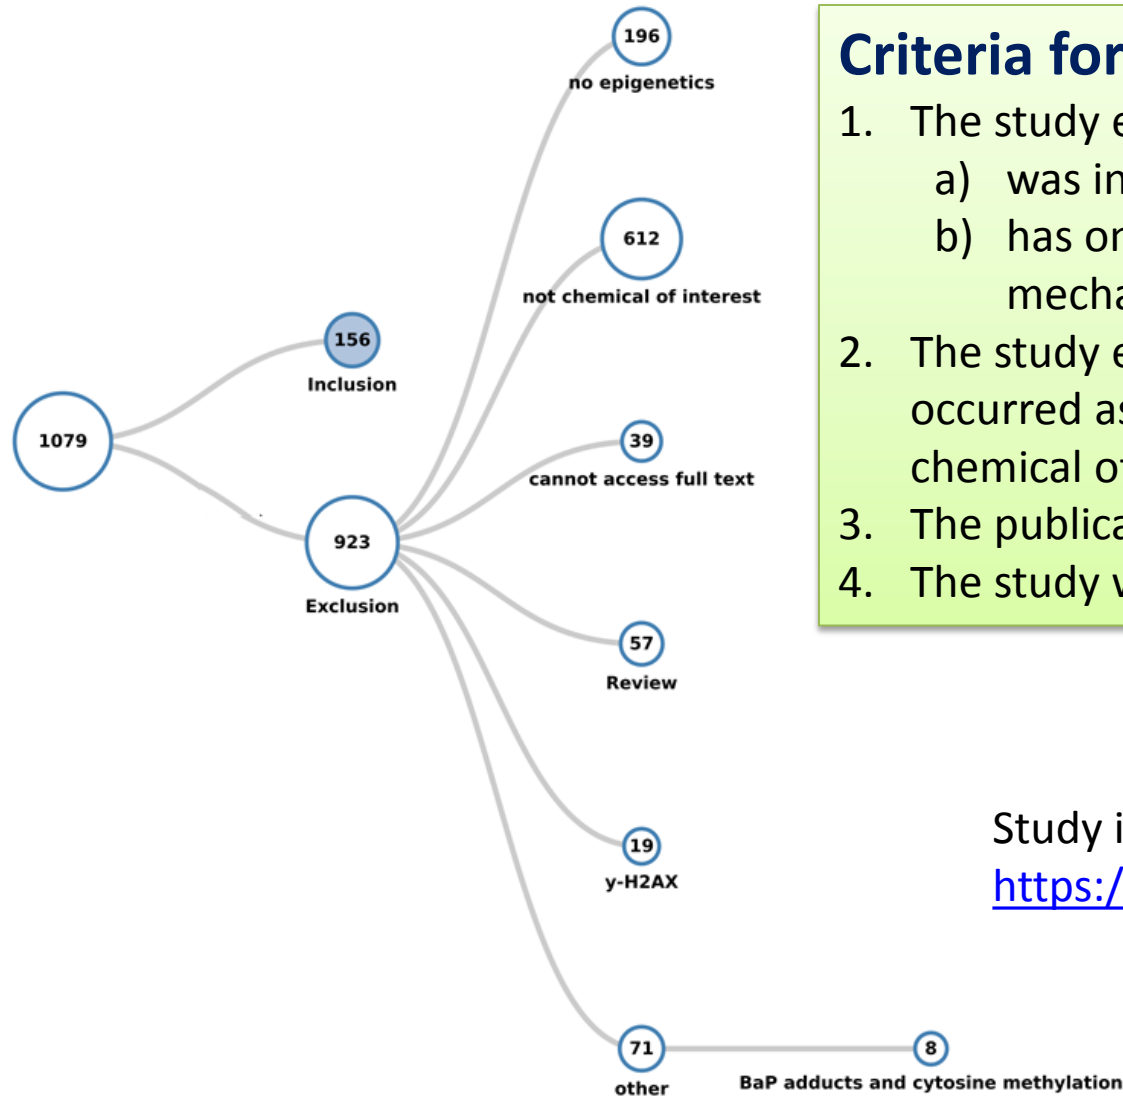 196
no epigenetics
612
not chemical of interest
156
Inclusion
1079
39
cannot access full text
923
Exclusion
57
Review
19
y-H2AX
71
other
8
BaP adducts and cytosine methylation
Criteria for
1. The study e
a) was in
b) has or
mecha
2. The study e
occurred as
chemical of
3. The publica
4. The study w
Study i
https:/